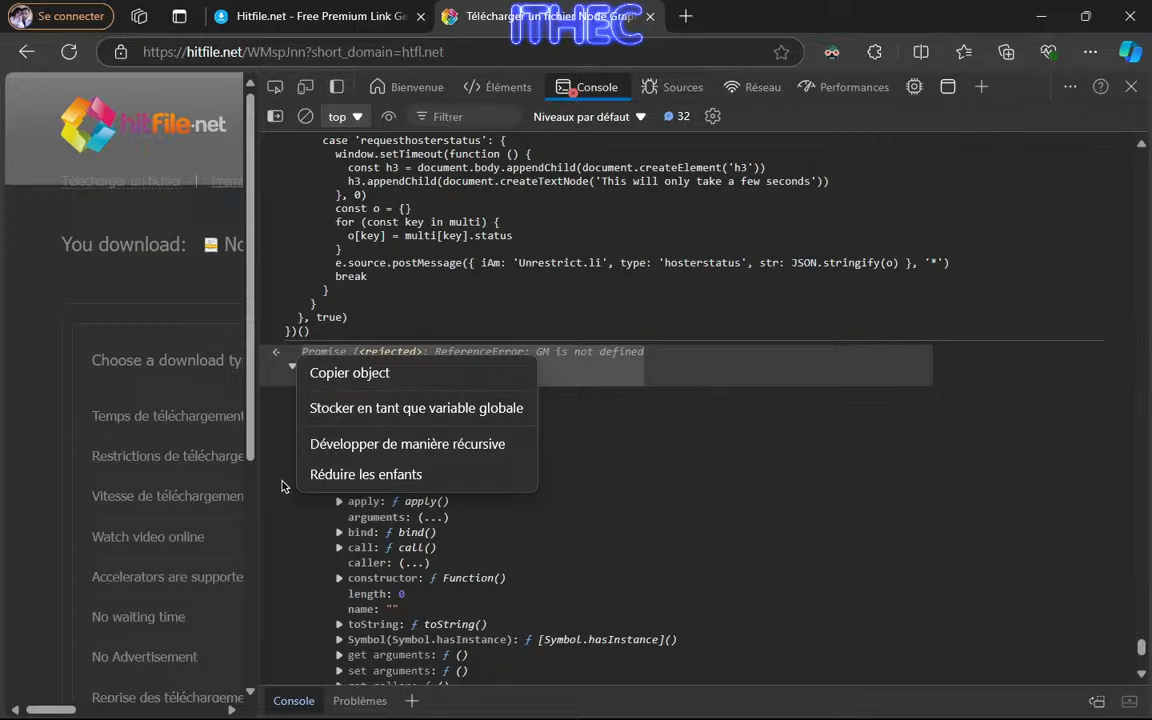 Se connecter
Hitfile.net - Free Premium Link Ge
Télécharger un fichier Node Grap
ITHEC
https://hitfile.net/WMspJnn?short_domain=htfl.net
Bienvenue
Éléments
Console
Sources
Réseau
Performances
top
Filtrer
Niveaux par défaut
32
hitfile.net
Télécharger un fichier
You download:
No
Choose a download ty
Temps de téléchargement
Restrictions de télécharge
Vitesse de téléchargemen
Watch video online
Accelerators are supporte
No waiting time
No Advertisement
Reprise des téléchargeme
case 'requesthosterstatus': {
window.setTimeout(function () {
const h3 = document.body.appendChild(document.createElement('h3'))
h3.appendChild(document.createTextNode('This will only take a few seconds'))
}, 0)
const o = {}
for (const key in multi) {
o[key] = multi[key].status
}
e.source.postMessage({ iAm: 'Unrestrict.li', type: 'hosterstatus', str: JSON.stringify(o) }, '*')
break
}
}
}, true)
})()
Promise {<rejected>: ReferenceError: GM is not defined
Copier object
Stocker en tant que variable globale
Développer de manière récursive
Réduire les enfants
apply: ƒ apply()
arguments: (...)
bind: ƒ bind()
call: ƒ call()
caller: (...)
constructor: ƒ Function()
length: 0
name: ""
toString: ƒ toString()
Symbol(Symbol.hasInstance): ƒ [Symbol.hasInstance]()
get arguments: ƒ ()
set arguments: ƒ ()
Console
Problèmes